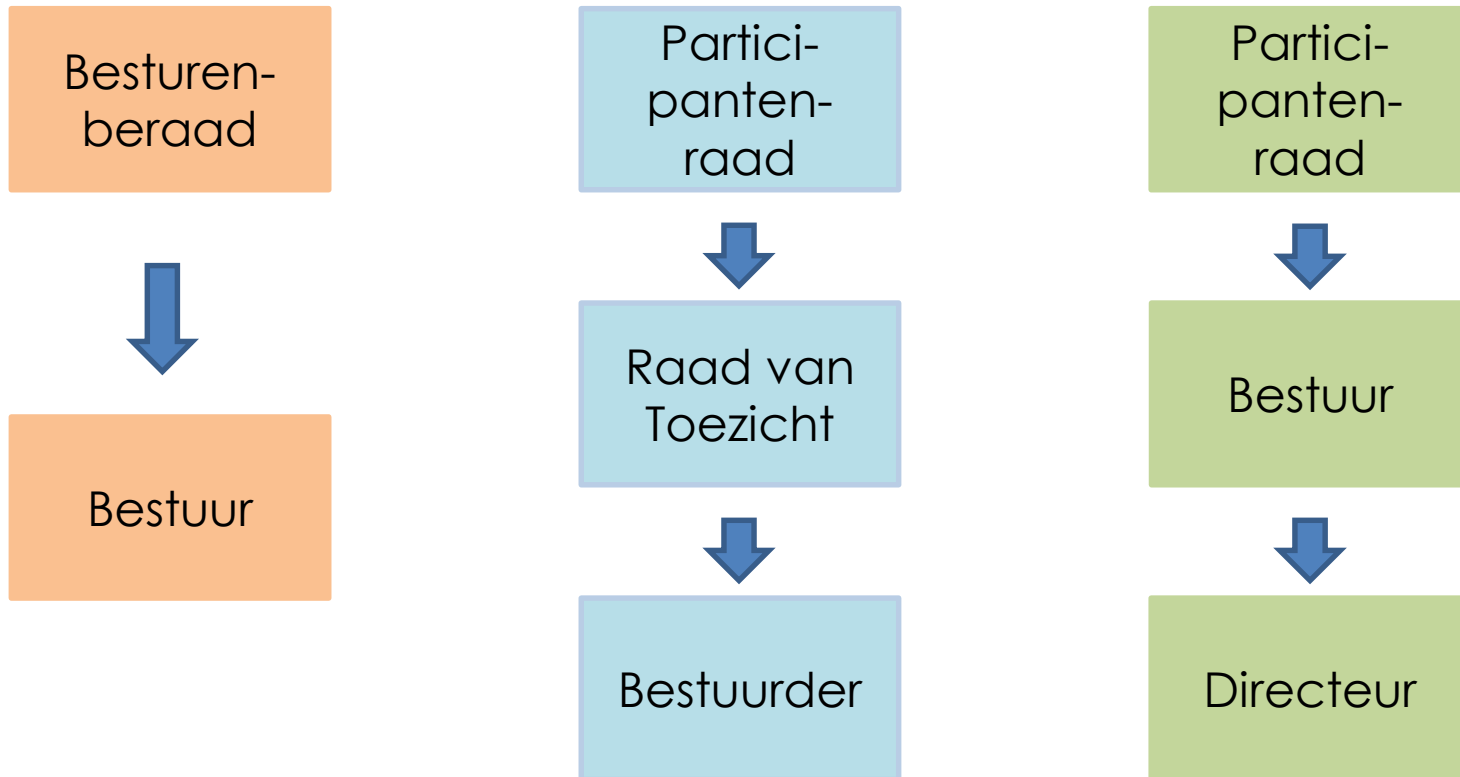 Besturen-
beraad
Bestuur
Partici-
panten-
raad
Raad van
Toezicht
Bestuurder
Partici-
panten-
raad
Bestuur
Directeur